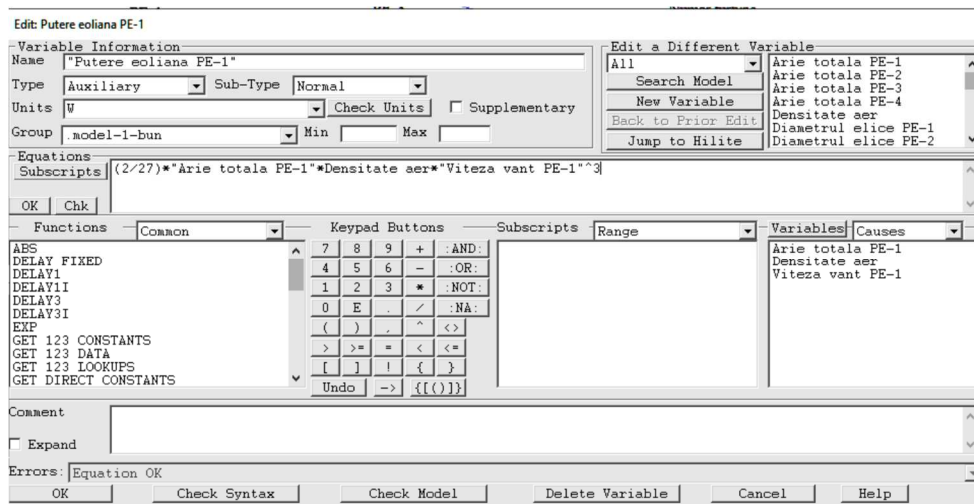 Edit: Putere eoliana PE-1
Variable Information
Name "Putere eoliana PE-1"
Type Auxiliary Sub-Type Normal
Units W Check Units Supplementary
Group .model-1-bun Min Max
Edit a Different Variable
All
Search Model
New Variable
Back to Prior Edit
Jump to Hilite
Arie totala PE-1
Arie totala PE-2
Arie totala PE-3
Arie totala PE-4
Densitate aer
Diametrul elice PE-1
Diametrul elice PE-2
Equations
Subscripts (2/27)*"Arie totala PE-1"*Densitate aer*"Viteza vant PE-1"^3
OK Chk
Functions Common
ABS
DELAY FIXED
DELAY1
DELAY1I
DELAY3
DELAY3I
EXP
GET 123 CONSTANTS
GET 123 DATA
GET 123 LOOKUPS
GET DIRECT CONSTANTS
Keypad Buttons
7 8 9 + :AND:
4 5 6 - :OR:
1 2 3 * :NOT:
0 E . / :NA:
( ) , ^ <>
> >= = < <=
[ ] ! { }
Undo -> {[()]}
Subscripts Range
Variables Causes
Arie totala PE-1
Densitate aer
Viteza vant PE-1
Comment
Expand
Errors: Equation OK
OK Check Syntax Check Model Delete Variable Cancel Help